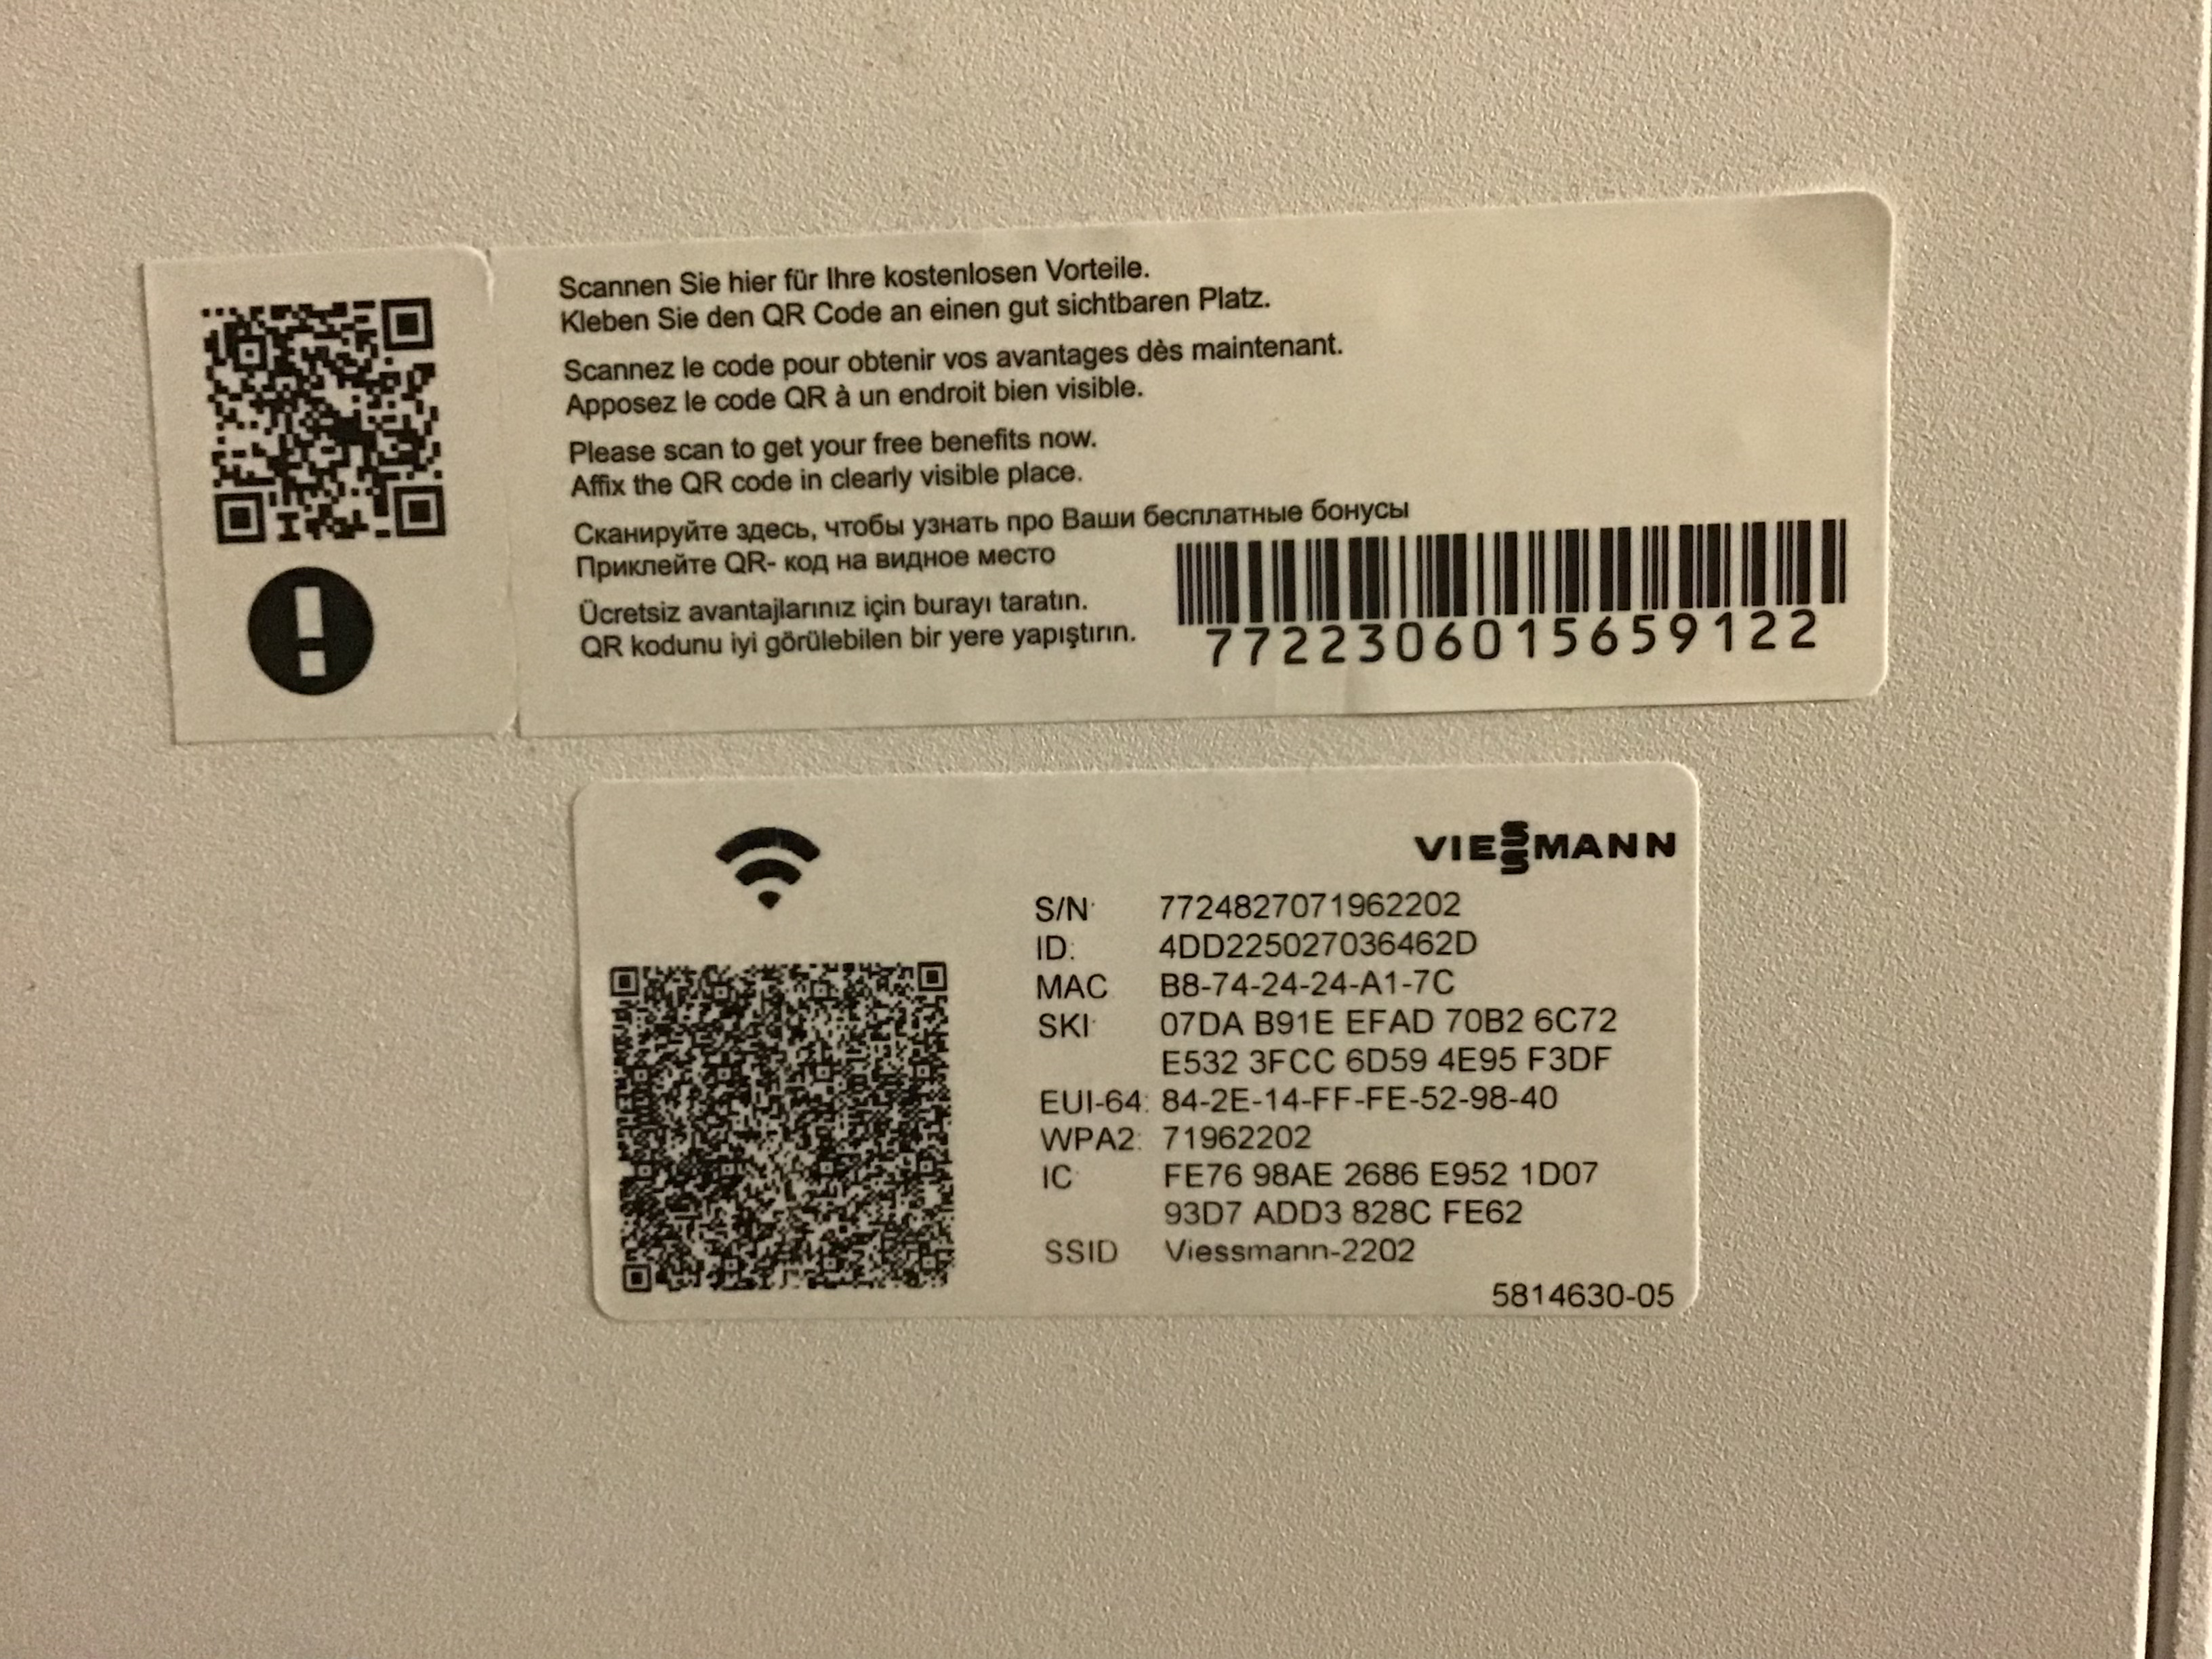 Scannen Sie hier für Ihre kostenlosen Vorteile.
Kleben Sie den QR Code an einen gut sichtbaren Platz.
Scannez le code pour obtenir vos avantages dès maintenant.
Apposez le code QR à un endroit bien visible.
Please scan to get your free benefits now.
Affix the QR code in clearly visible place.
Сканируйте здесь, чтобы узнать про Ваши бесплатные бонусы
Приклейте QR- код на видное место
Ücretsiz avantajlarınız için burayı taratın.
QR kodunu iyi görülebilen bir yere yapıştırın.
7722306015659122
VIESSMANN
S/N: 7724827071962202
ID: 4DD225027036462D
MAC B8-74-24-24-A1-7C
SKI: 07DA B91E EFAD 70B2 6C72
E532 3FCC 6D59 4E95 F3DF
EUI-64: 84-2E-14-FF-FE-52-98-40
WPA2: 71962202
IC FE76 98AE 2686 E952 1D07
93D7 ADD3 828C FE62
SSID Viessmann-2202
5814630-05